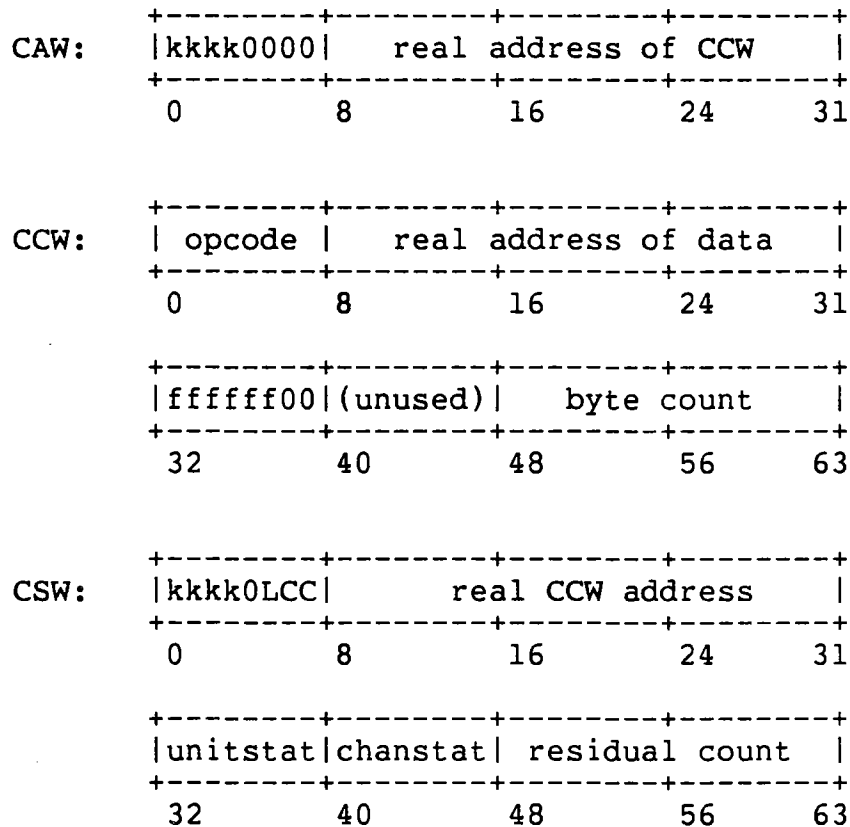 +--------+--------+--------+--------+
CAW: |kkkk0000| real address of CCW |
+--------+--------+--------+--------+
0 8 16 24 31
+--------+--------+--------+--------+
CCW: | opcode | real address of data |
+--------+--------+--------+--------+
0 8 16 24 31
+--------+--------+--------+--------+
|ffffff00|(unused)| byte count |
+--------+--------+--------+--------+
32 40 48 56 63
+--------+--------+--------+--------+
CSW: |kkkk0LCC| real CCW address |
+--------+--------+--------+--------+
0 8 16 24 31
+--------+--------+--------+--------+
|unitstat|chanstat| residual count |
+--------+--------+--------+--------+
32 40 48 56 63